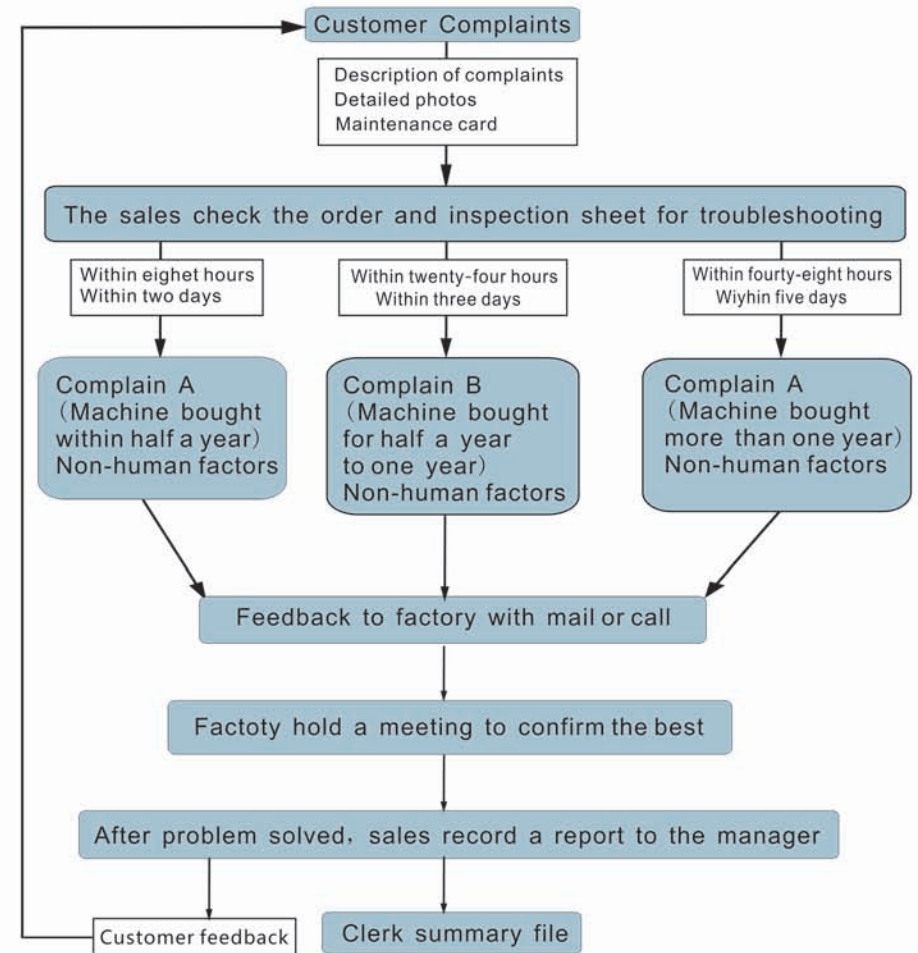 Customer Complaints
Description of complaints
Detailed photos
Maintenance card
The sales check the order and inspection sheet for troubleshooting
Within eighet hours
Within two days
Within twenty-four hours
Within three days
Within fourty-eight hours
Wiyhin five days
Complain A
(Machine bought
within half a year)
Non-human factors
Complain B
(Machine bought
for half a year
to one year)
Non-human factors
Complain A
(Machine bought
more than one year)
Non-human factors
Feedback to factory with mail or call
Factoty hold a meeting to confirm the best
After problem solved, sales record a report to the manager
Customer feedback
Clerk summary file